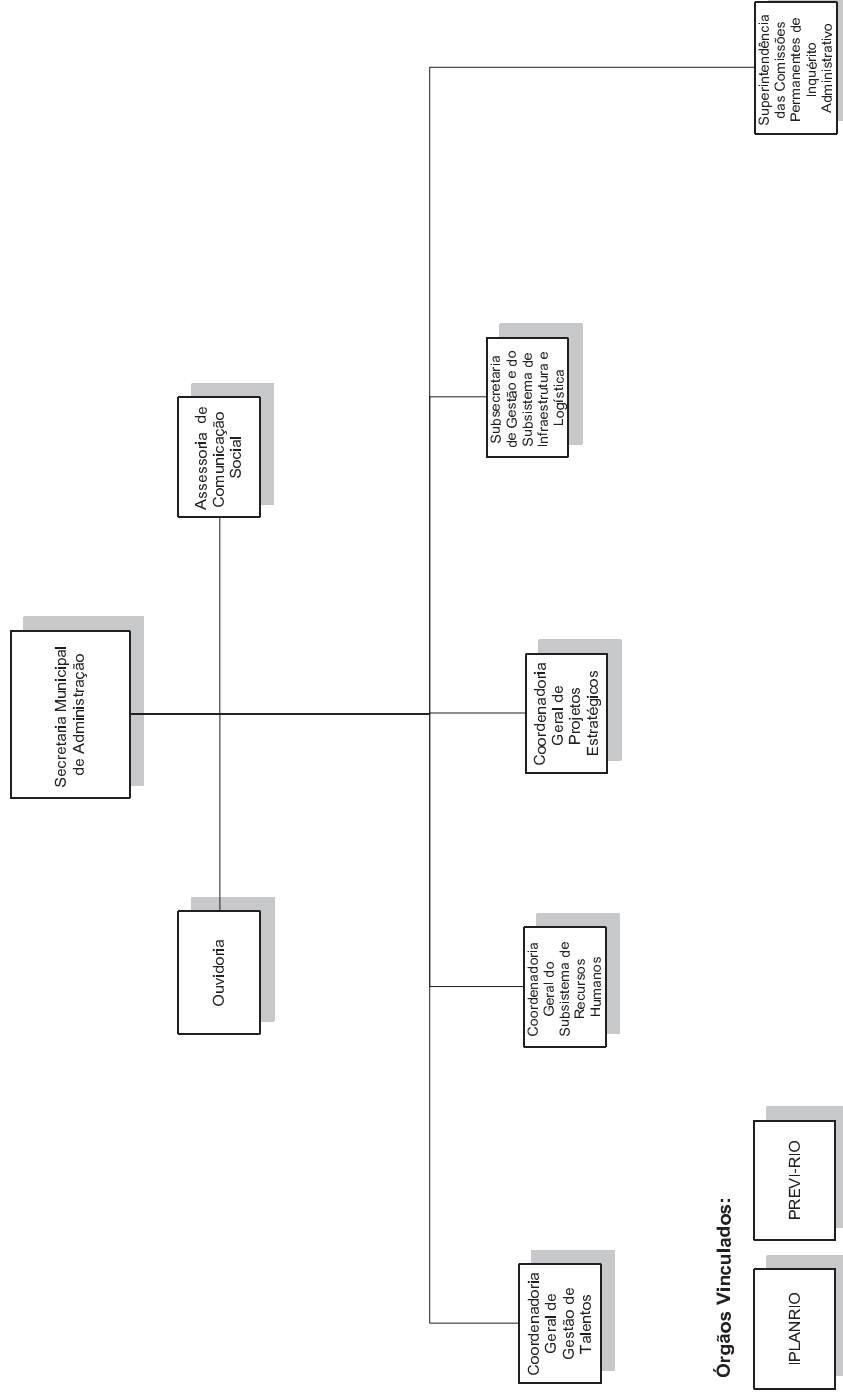 Secretaria Municipal
de Administração
Ouvidoria
Assessoria de
Comunicação
Social
Coordenadoria
Geral de
Gestão de
Talentos
Coordenadoria
Geral do
Subsistema de
Recursos
Humanos
Coordenadoria
Geral de
Projetos
Estratégicos
Subsecretaria
de Gestão e do
Subsistema de
Infraestrutura e
Logística
Superintendência
das Comissões
Permanentes de
Inquérito
Administrativo
Órgãos Vinculados:
IPLANRIO
PREVI-RIO